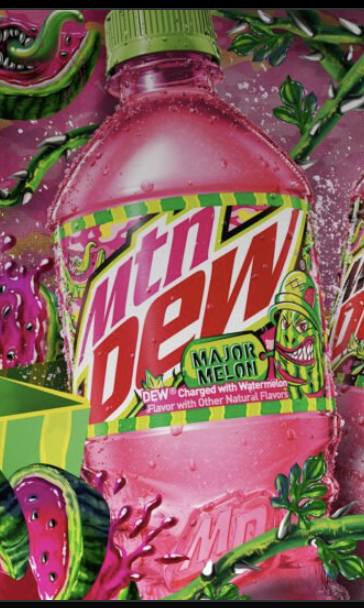 mtn
Dew
MAJOR
MELON
DEW® Charged with Watermelon
Flavor with Other Natural Flavors